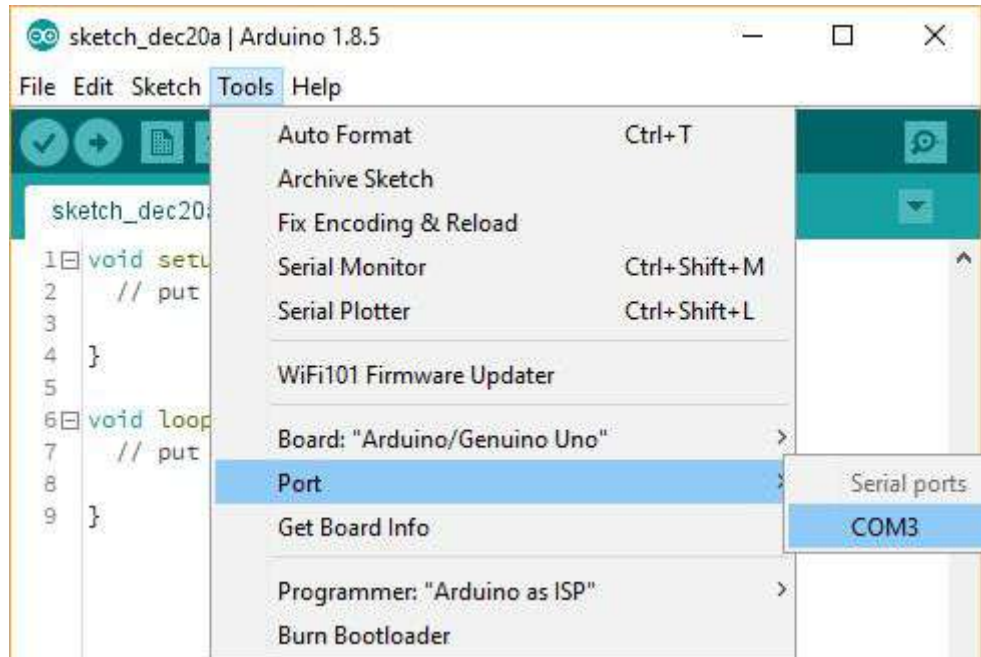 sketch_dec20a | Arduino 1.8.5
File Edit Sketch Tools Help
Auto Format Ctrl+T
Archive Sketch
Fix Encoding & Reload
Serial Monitor Ctrl+Shift+M
Serial Plotter Ctrl+Shift+L
WiFi101 Firmware Updater
Board: "Arduino/Genuino Uno"
Port
Get Board Info
Programmer: "Arduino as ISP"
Burn Bootloader
Serial ports
COM3
sketch_dec20a
1 void setu
2 // put
3
4 }
5
6 void loop
7 // put
8
9 }